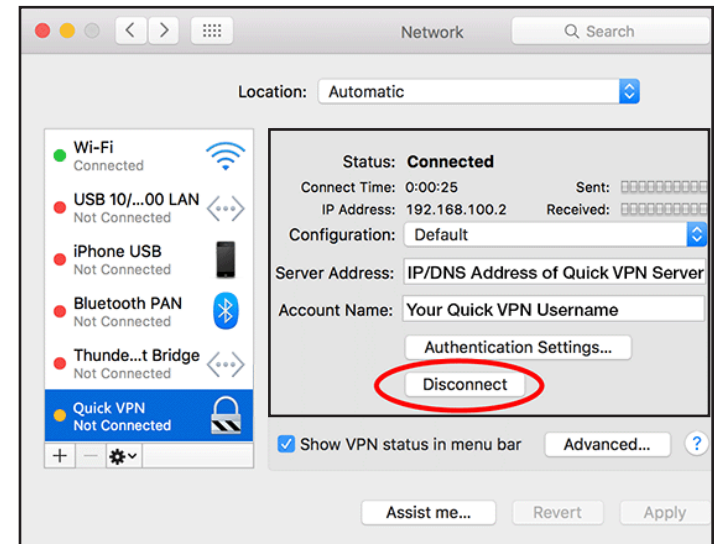 Network
Search
Location: Automatic
Wi-Fi
Connected
USB 10/...00 LAN
Not Connected
iPhone USB
Not Connected
Bluetooth PAN
Not Connected
Thunde...t Bridge
Not Connected
Quick VPN
Not Connected
Status: Connected
Connect Time: 0:00:25 Sent:
IP Address: 192.168.100.2 Received:
Configuration: Default
Server Address: IP/DNS Address of Quick VPN Server
Account Name: Your Quick VPN Username
Authentication Settings...
Disconnect
Show VPN status in menu bar Advanced... ?
Assist me... Revert Apply